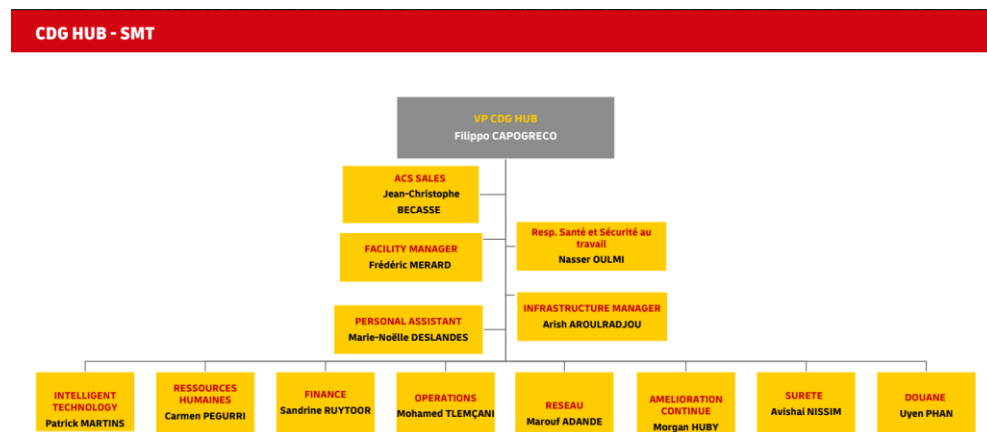 CDG HUB - SMT
VP CDG HUB
Filippo CAPOGRECO
ACS SALES
Jean-Christophe
BECASSE
Resp. Santé et Sécurité au
travail
Nasser OULMI
FACILITY MANAGER
Frédéric MERARD
INFRASTRUCTURE MANAGER
Arish AROULRADJOU
PERSONAL ASSISTANT
Marie-Noëlle DESLANDES
INTELLIGENT
TECHNOLOGY
Patrick MARTINS
RESSOURCES
HUMAINES
Carmen PEGURRI
FINANCE
Sandrine RUYTOOR
OPERATIONS
Mohamed TLEMÇANI
RESEAU
Marouf ADANDE
AMELIORATION
CONTINUE
Morgan HUBY
SURETE
Avishai NISSIM
DOUANE
Uyen PHAN